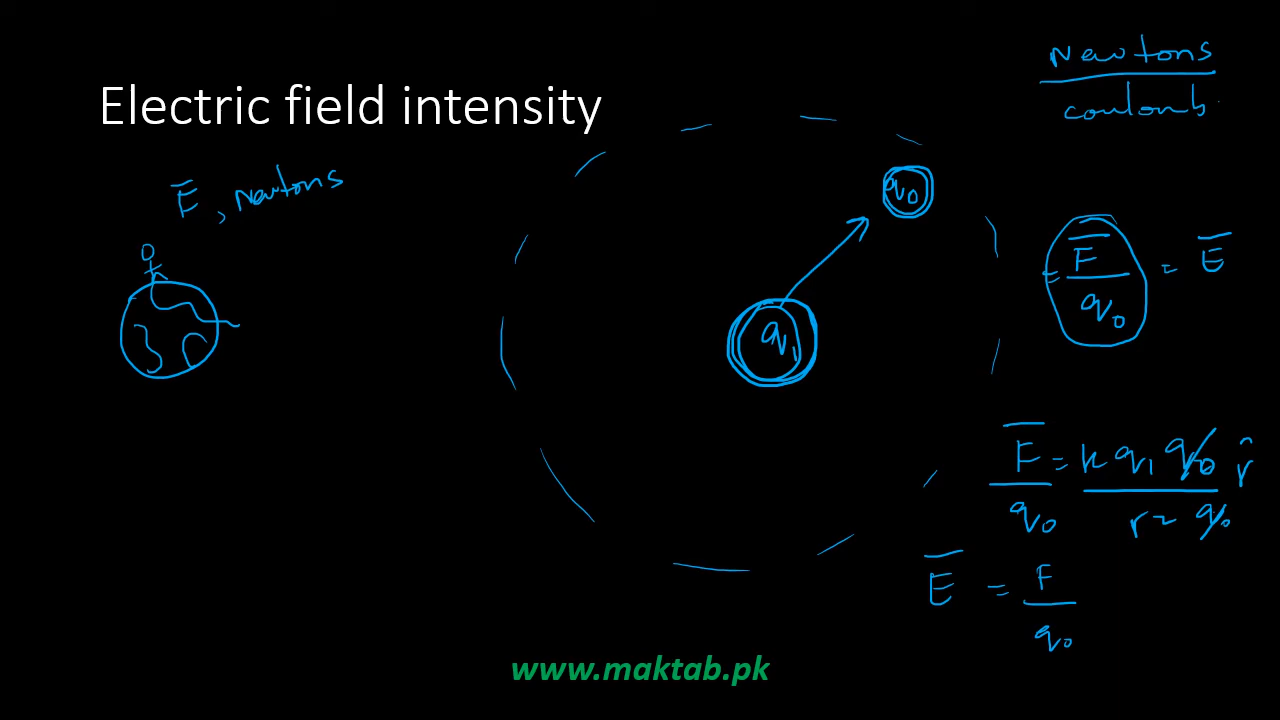 Newtons
coulomb
Electric field intensity
E̅, Newtons
q₀
= F̅/q₀ = E̅
q₁
F̅/q₀ = k q₁ q₀ / r² q₀ r̂
E̅ = F/q₀
www.maktab.pk